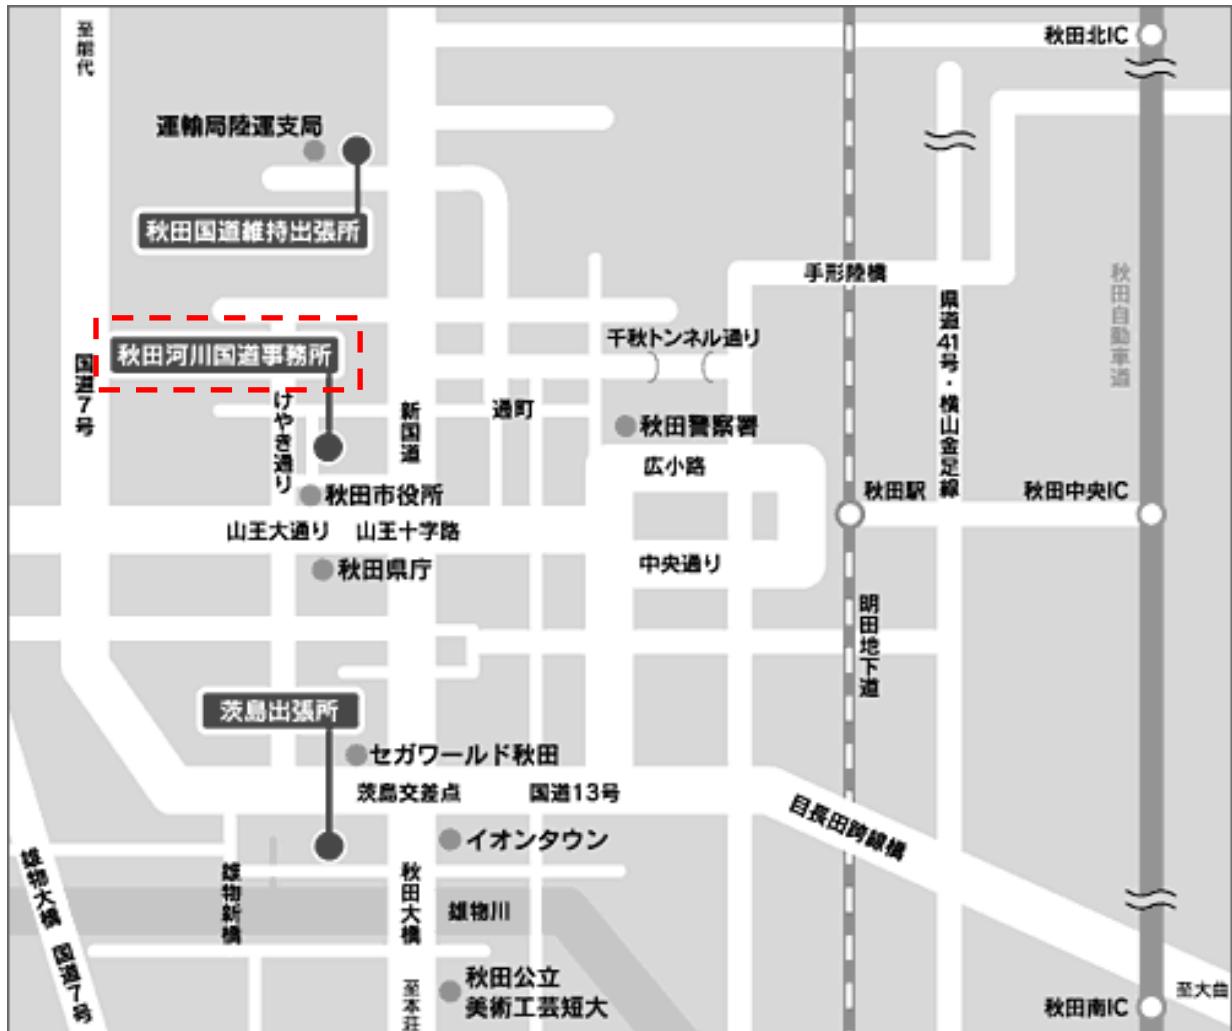 至能代
秋田北IC
運輸局陸運支局
秋田国道維持出張所
手形陸橋
秋田自動車道
県道41号・横山金足線
千秋トンネル通り
秋田河川国道事務所
国道7号
けやき通り
新国道
通町
秋田警察署
広小路
秋田市役所
秋田駅
秋田中央IC
山王大通り
山王十字路
中央通り
秋田県庁
明田地下道
茨島出張所
セガワールド秋田
茨島交差点
国道13号
目長田跨線橋
イオンタウン
雄物大橋
国道7号
雄物新橋
秋田大橋
雄物川
秋田公立
美術工芸短大
至本荘
至大曲
秋田南IC